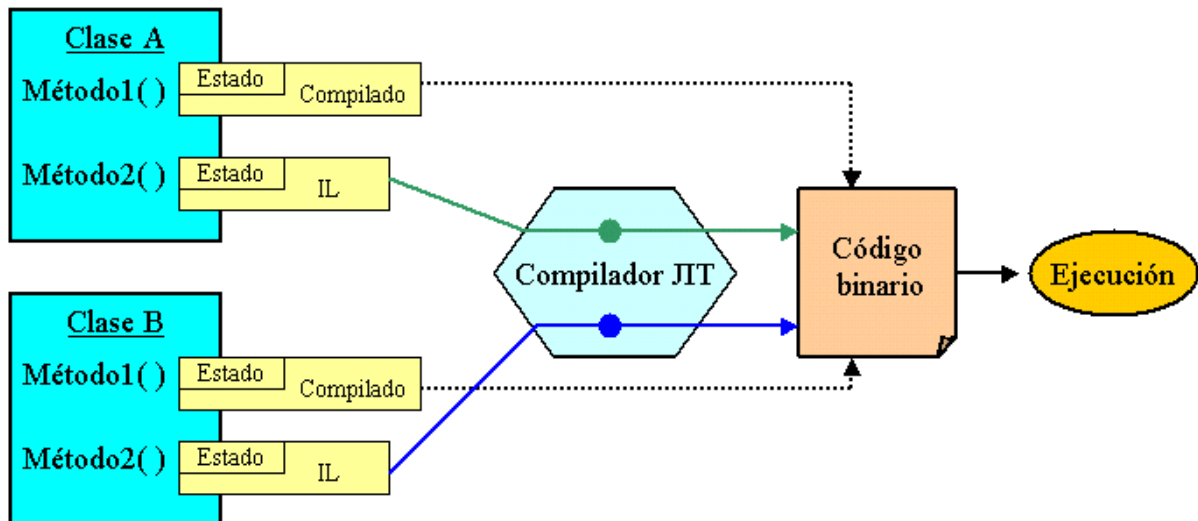 Clase A
Método1( )
Estado
Compilado
Método2( )
Estado
IL
Compilador JIT
Código
binario
Ejecución
Clase B
Método1( )
Estado
Compilado
Método2( )
Estado
IL